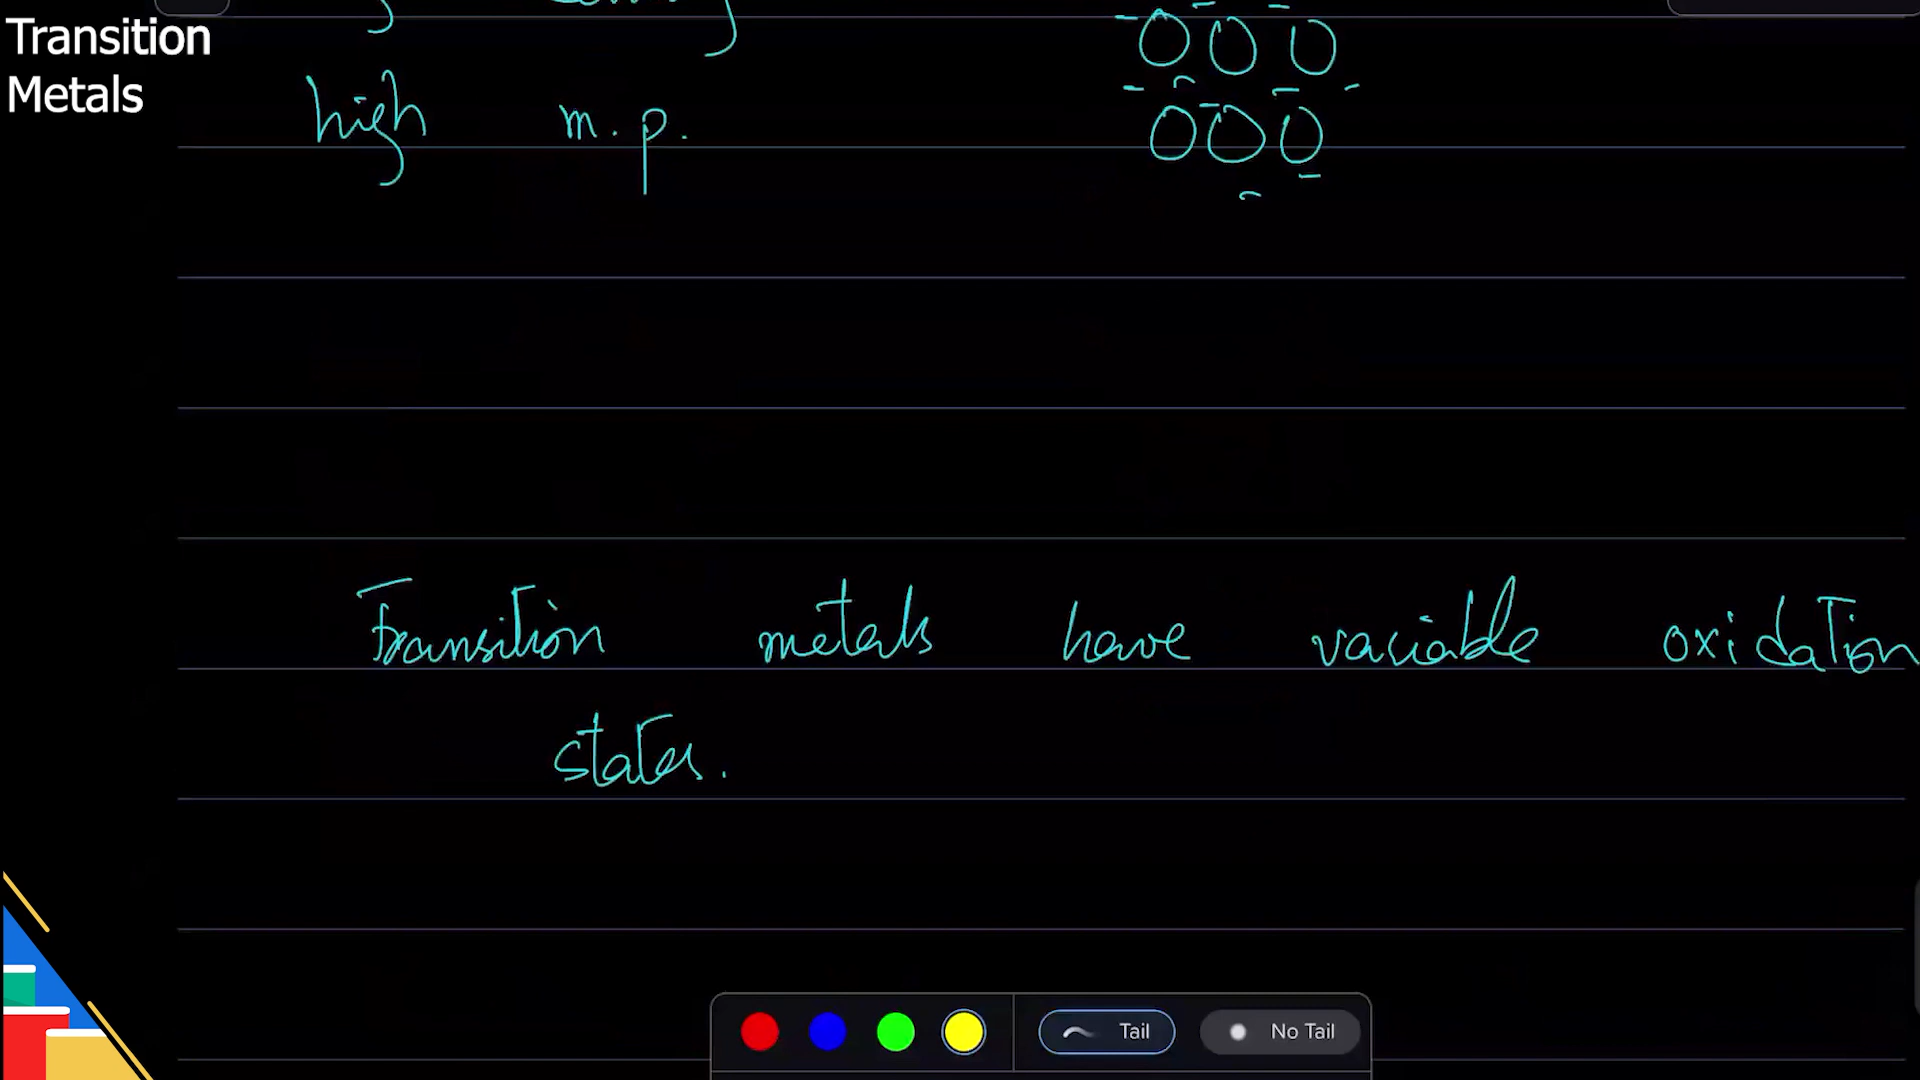 Transition
Metals
high m.p.
Transition metals have variable oxidation
states.
Tail
No Tail